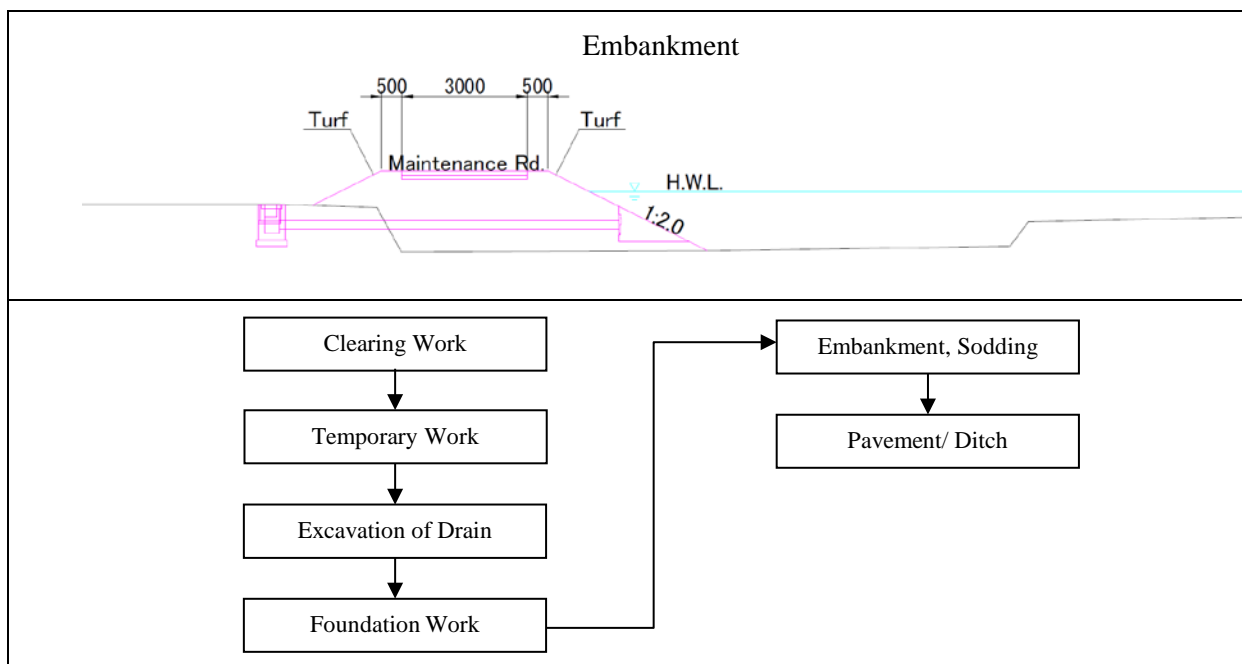 Embankment
500 3000 500
Turf Turf
Maintenance Rd.
H.W.L.
1:2.0
Clearing Work
Temporary Work
Excavation of Drain
Foundation Work
Embankment, Sodding
Pavement/ Ditch